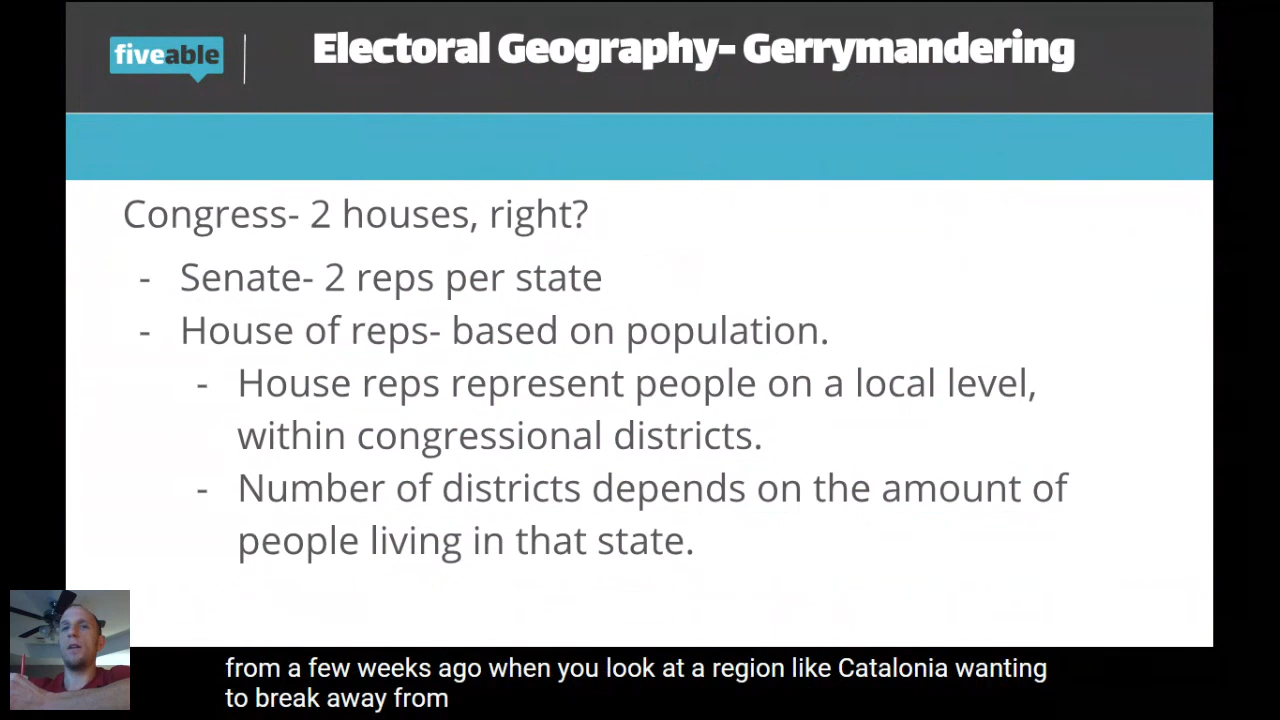 fiveable
Electoral Geography- Gerrymandering
Congress- 2 houses, right?
- Senate- 2 reps per state
- House of reps- based on population.
- House reps represent people on a local level,
within congressional districts.
- Number of districts depends on the amount of
people living in that state.
from a few weeks ago when you look at a region like Catalonia wanting
to break away from